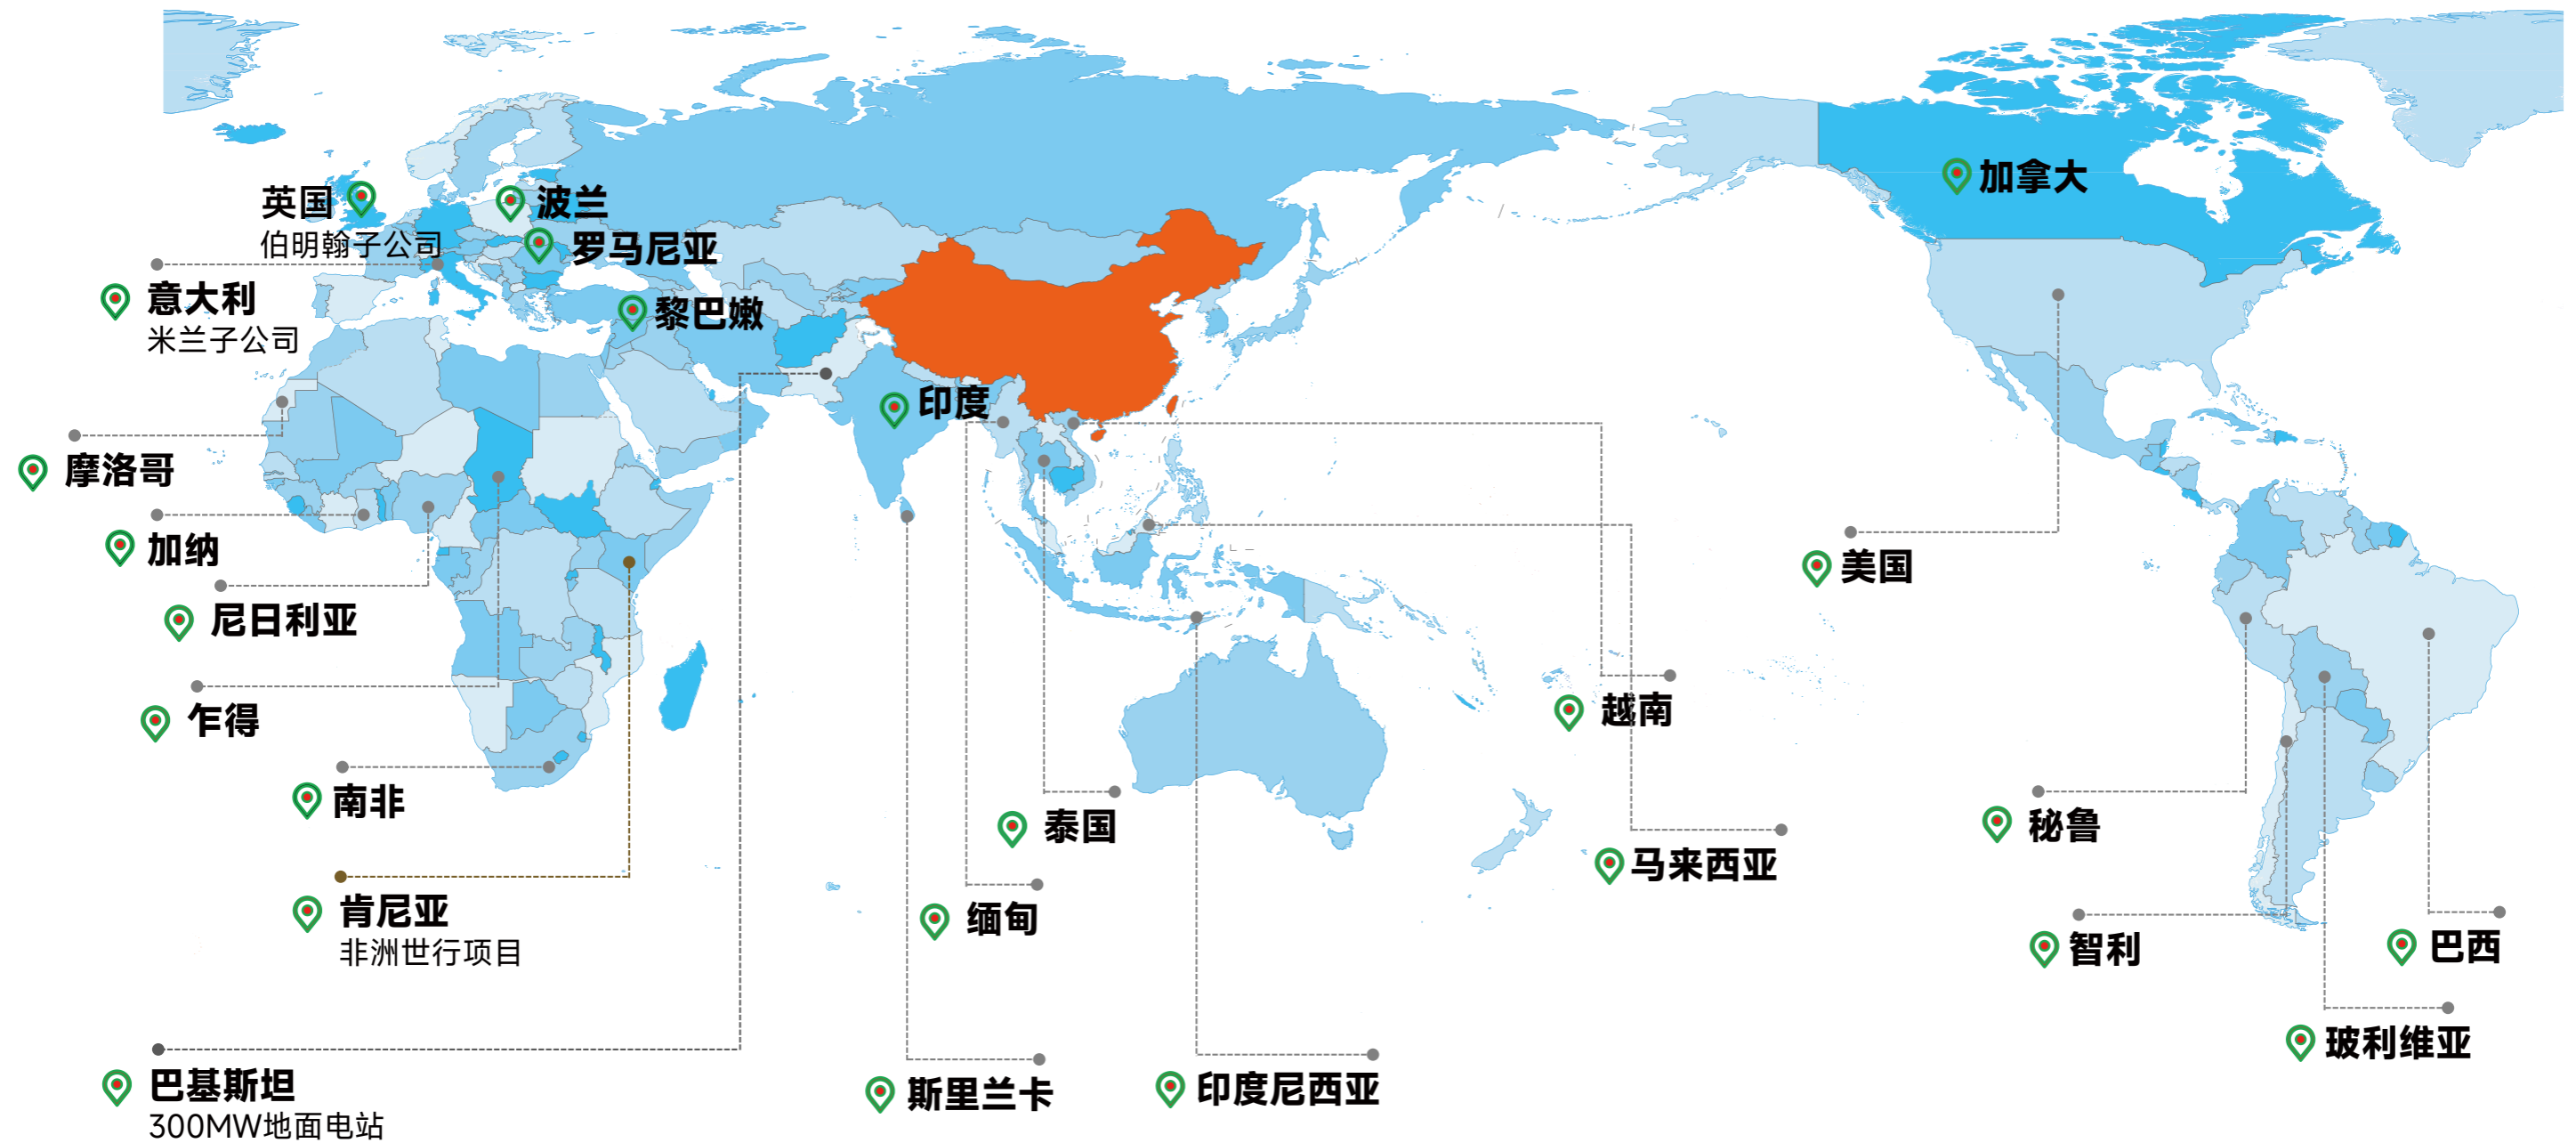 英国
伯明翰子公司
波兰
罗马尼亚
意大利
米兰子公司
黎巴嫩
加拿大
印度
摩洛哥
加纳
尼日利亚
乍得
南非
肯尼亚
非洲世行项目
巴基斯坦
300MW地面电站
泰国
缅甸
斯里兰卡
印度尼西亚
越南
马来西亚
美国
秘鲁
智利
巴西
玻利维亚